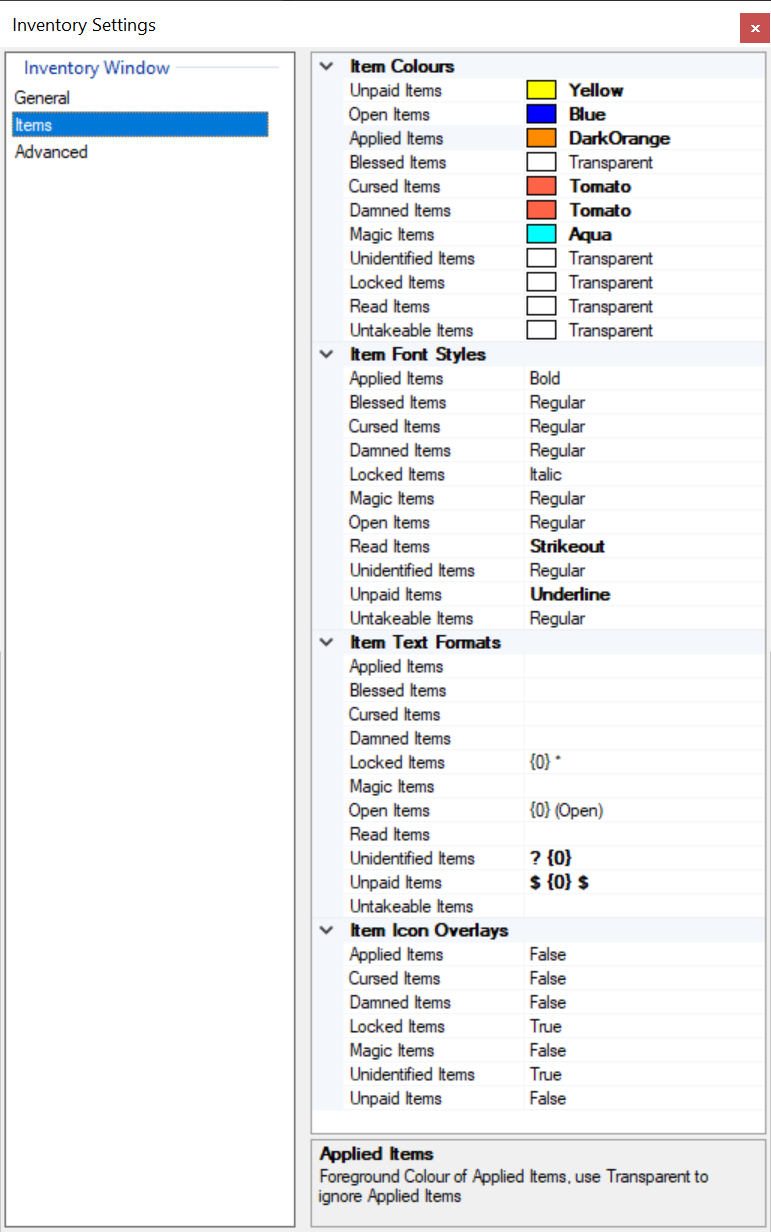 Inventory Settings
x
Inventory Window
General
Items
Advanced
Item Colours
Unpaid Items Yellow
Open Items Blue
Applied Items DarkOrange
Blessed Items Transparent
Cursed Items Tomato
Damned Items Tomato
Magic Items Aqua
Unidentified Items Transparent
Locked Items Transparent
Read Items Transparent
Untakeable Items Transparent
Item Font Styles
Applied Items Bold
Blessed Items Regular
Cursed Items Regular
Damned Items Regular
Locked Items Italic
Magic Items Regular
Open Items Regular
Read Items Strikeout
Unidentified Items Regular
Unpaid Items Underline
Untakeable Items Regular
Item Text Formats
Applied Items
Blessed Items
Cursed Items
Damned Items
Locked Items {0} *
Magic Items
Open Items {0} (Open)
Read Items
Unidentified Items ? {0}
Unpaid Items $ {0} $
Untakeable Items
Item Icon Overlays
Applied Items False
Cursed Items False
Damned Items False
Locked Items True
Magic Items False
Unidentified Items True
Unpaid Items False
Applied Items
Foreground Colour of Applied Items, use Transparent to
ignore Applied Items